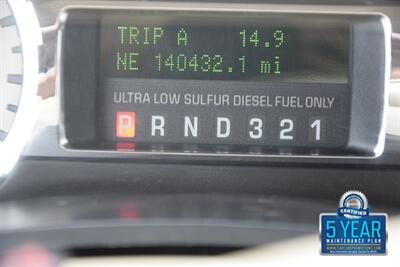 TRIP A 14.9
NE 140432.1 mi
ULTRA LOW SULFUR DIESEL FUEL ONLY
P R N D 3 2 1
CERTIFIED
5 YEAR
MAINTENANCE PLAN